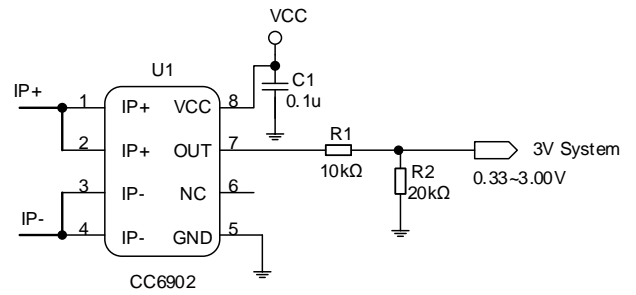 VCC
U1
C1
0.1u
IP+
1 IP+ VCC 8
2 IP+ OUT 7
R1
10kΩ
3V System
0.33~3.00V
R2
20kΩ
3 IP- NC 6
IP-
4 IP- GND 5
CC6902